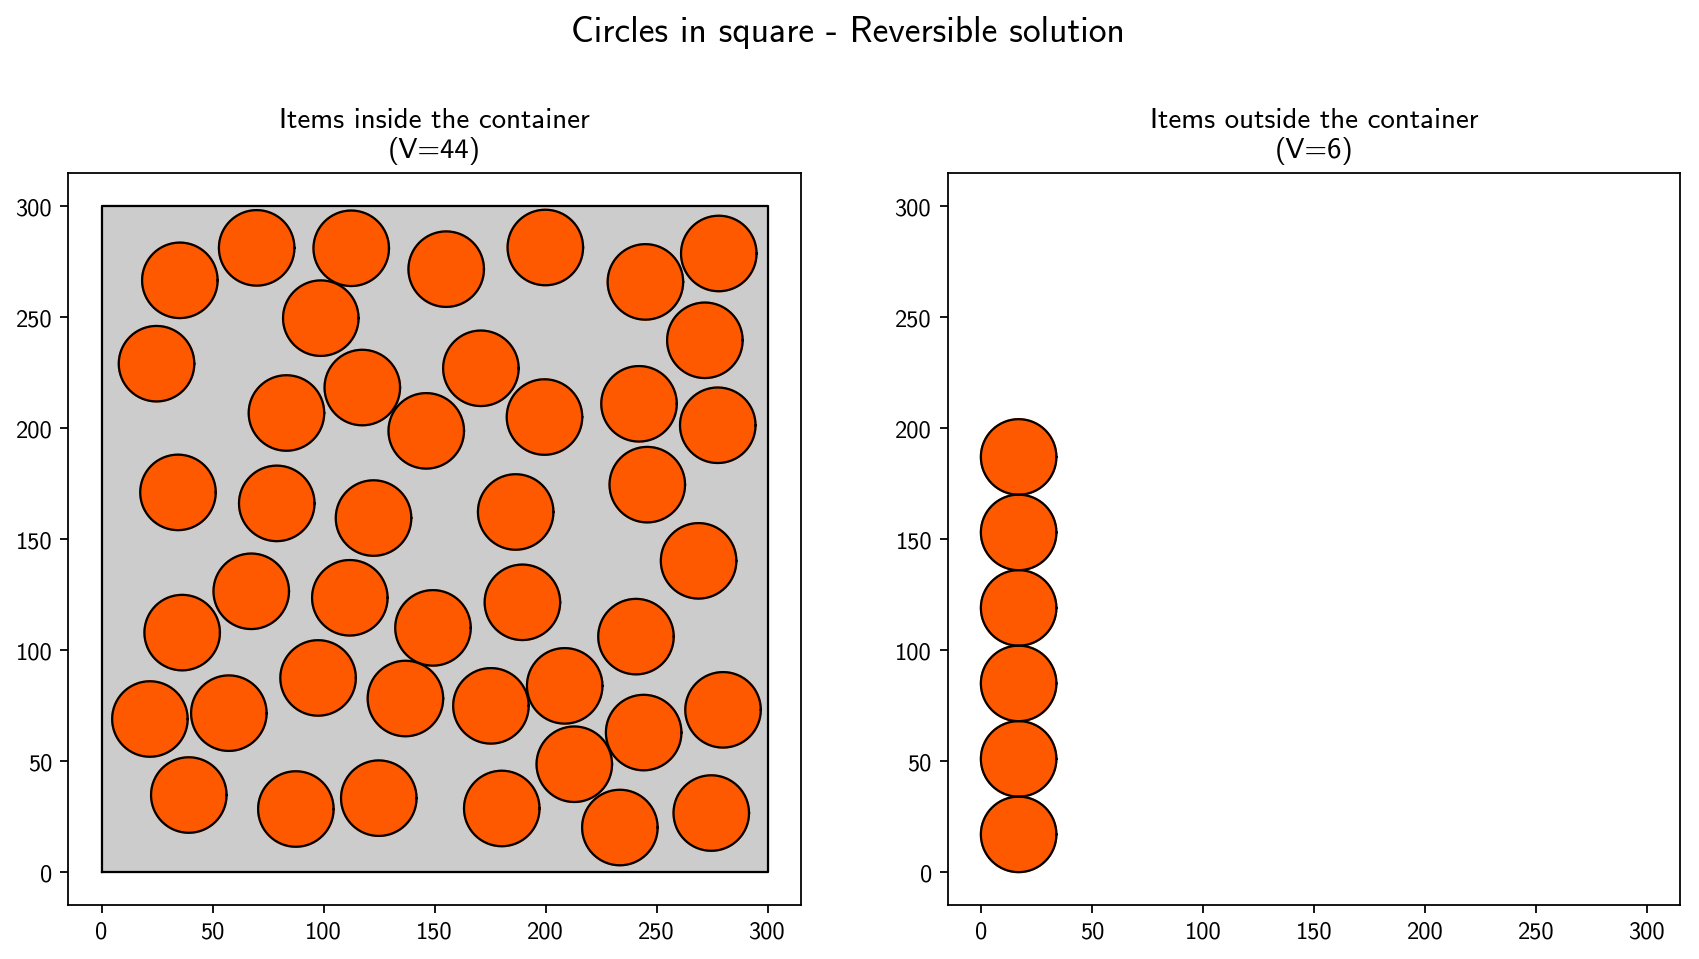 Circles in square - Reversible solution
Items inside the container
(V=44)
300
250
200
150
100
50
0
0 50 100 150 200 250 300
Items outside the container
(V=6)
300
250
200
150
100
50
0
0 50 100 150 200 250 300